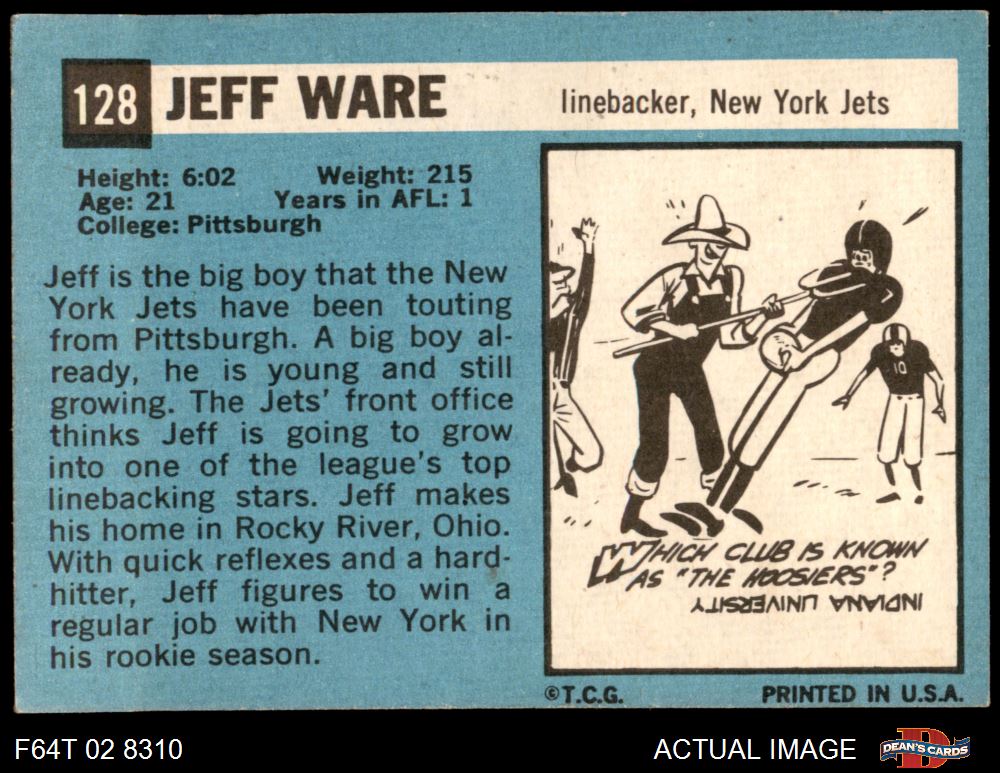 128 JEFF WARE linebacker, New York Jets
Height: 6:02 Weight: 215
Age: 21 Years in AFL: 1
College: Pittsburgh
Jeff is the big boy that the New
York Jets have been touting
from Pittsburgh. A big boy al-
ready, he is young and still
growing. The Jets' front office
thinks Jeff is going to grow
into one of the league's top
linebacking stars. Jeff makes
his home in Rocky River, Ohio.
With quick reflexes and a hard-
hitter, Jeff figures to win a
regular job with New York in
his rookie season.
10
WHICH CLUB IS KNOWN
AS "THE HOOSIERS"?
INDIANA UNIVERSITY
©T.C.G. PRINTED IN U.S.A.
F64T 02 8310 ACTUAL IMAGE DEAN'S CARDS